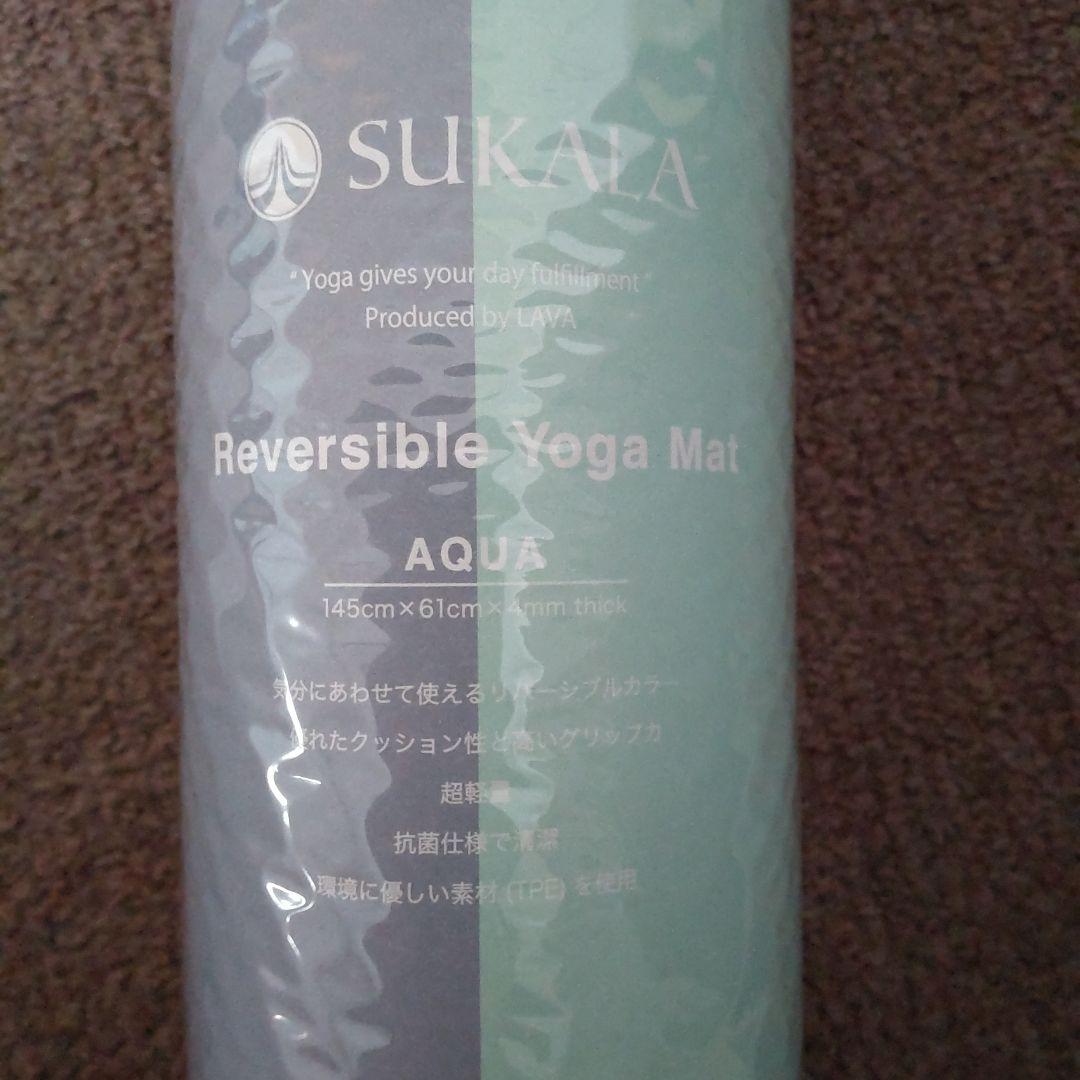 SUKALA
"Yoga gives your day fulfillment"
Produced by LAVA
Reversible Yoga Mat
AQUA
145cm×61cm×4mm thick
気分にあわせて使えるリバーシブルカラー
優れたクッション性と高いグリップ力
超軽量
抗菌仕様で清潔
環境に優しい素材(TPE)を使用